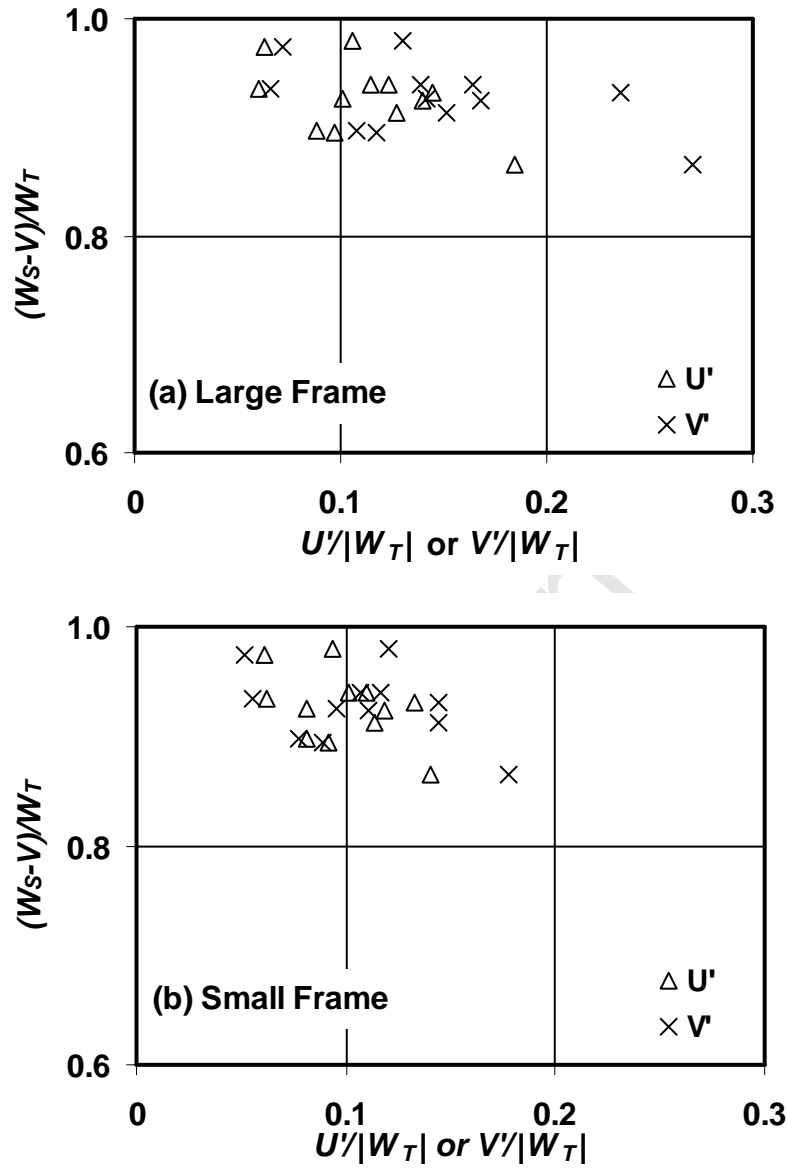 1.0
0.8
0.6
(WS-V)/WT
(a) Large Frame
U'
V'
0 0.1 0.2 0.3
U'/|WT| or V'/|WT|
1.0
0.8
0.6
(WS-V)/WT
(b) Small Frame
U'
V'
0 0.1 0.2 0.3
U'/|WT| or V'/|WT|